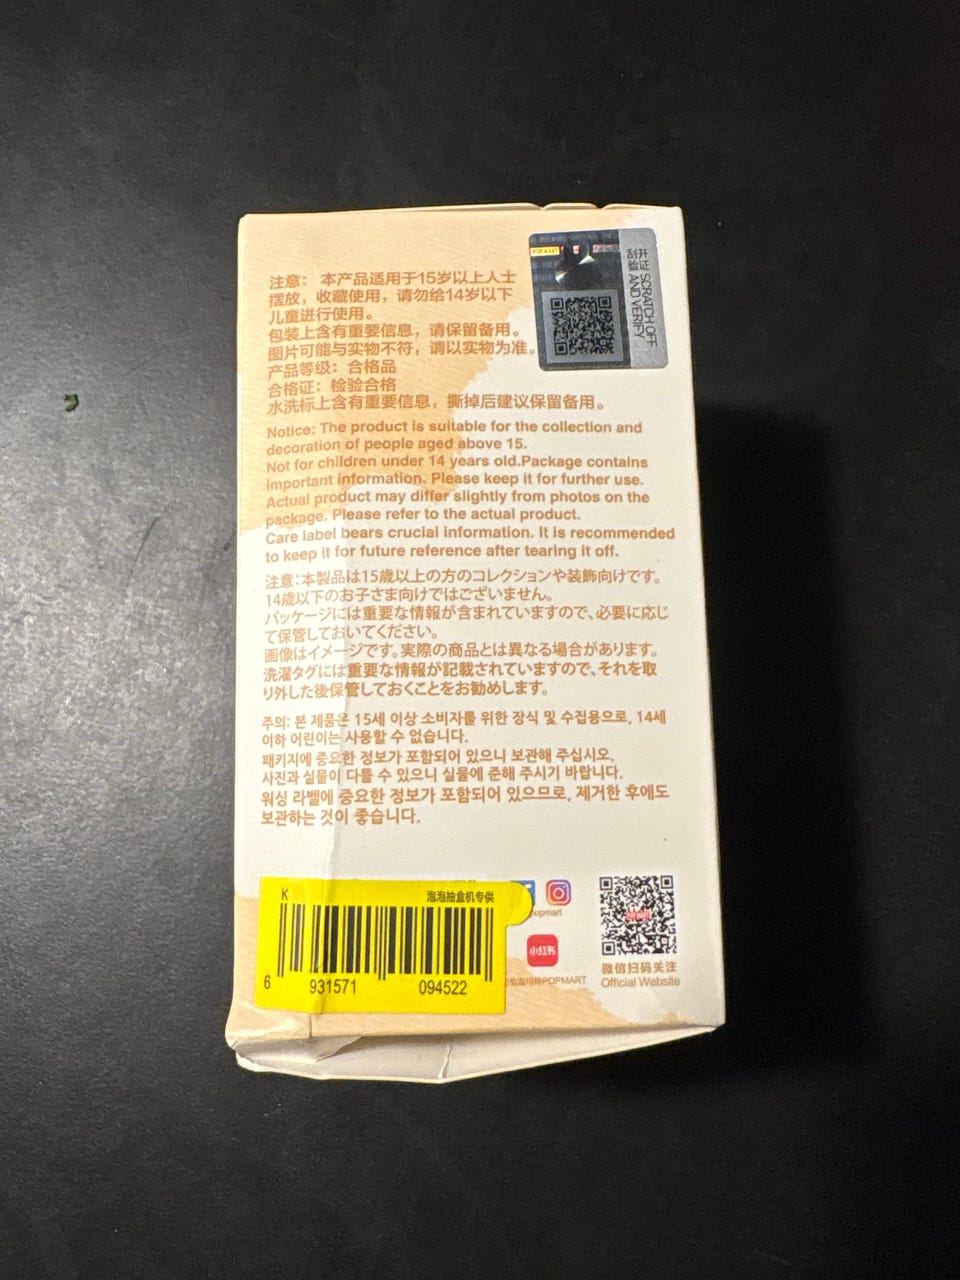 开 证 SCRATCH OFF
刮 验 AND VERIFY
注意： 本产品适用于15岁以上人士
摆放，收藏使用，请勿给14岁以下
儿童进行使用。
包装上含有重要信息，请保留备用。
图片可能与实物不符，请以实物为准。
产品等级：合格品
合格证：检验合格
水洗标上含有重要信息，撕掉后建议保留备用。
Notice: The product is suitable for the collection and
decoration of people aged above 15.
Not for children under 14 years old.Package contains
important information. Please keep it for further use.
Actual product may differ slightly from photos on the
package. Please refer to the actual product.
Care label bears crucial information. It is recommended
to keep it for future reference after tearing it off.
注意：本製品は15歳以上の方のコレクションや装飾向けです。
14歳以下のお子さま向けではございません。
パッケージには重要な情報が含まれていますので、必要に応じ
て保管しておいてください。
画像はイメージです。実際の商品とは異なる場合があります。
洗濯タグには重要な情報が記載されていますので、それを取
り外した後保管しておくことをお勧めします。
주의: 본 제품은 15세 이상 소비자를 위한 장식 및 수집용으로, 14세
이하 어린이는 사용할 수 없습니다.
패키지에 중요한 정보가 포함되어 있으니 보관해 주십시오.
사진과 실물이 다를 수 있으니 실물에 준해 주시기 바랍니다.
워싱 라벨에 중요한 정보가 포함되어 있으므로, 제거한 후에도
보관하는 것이 좋습니다.
K 泡泡抽盒机专供
6 931571 094522
popmart
小红书
泡泡玛特POPMART
微信扫码关注
Official Website